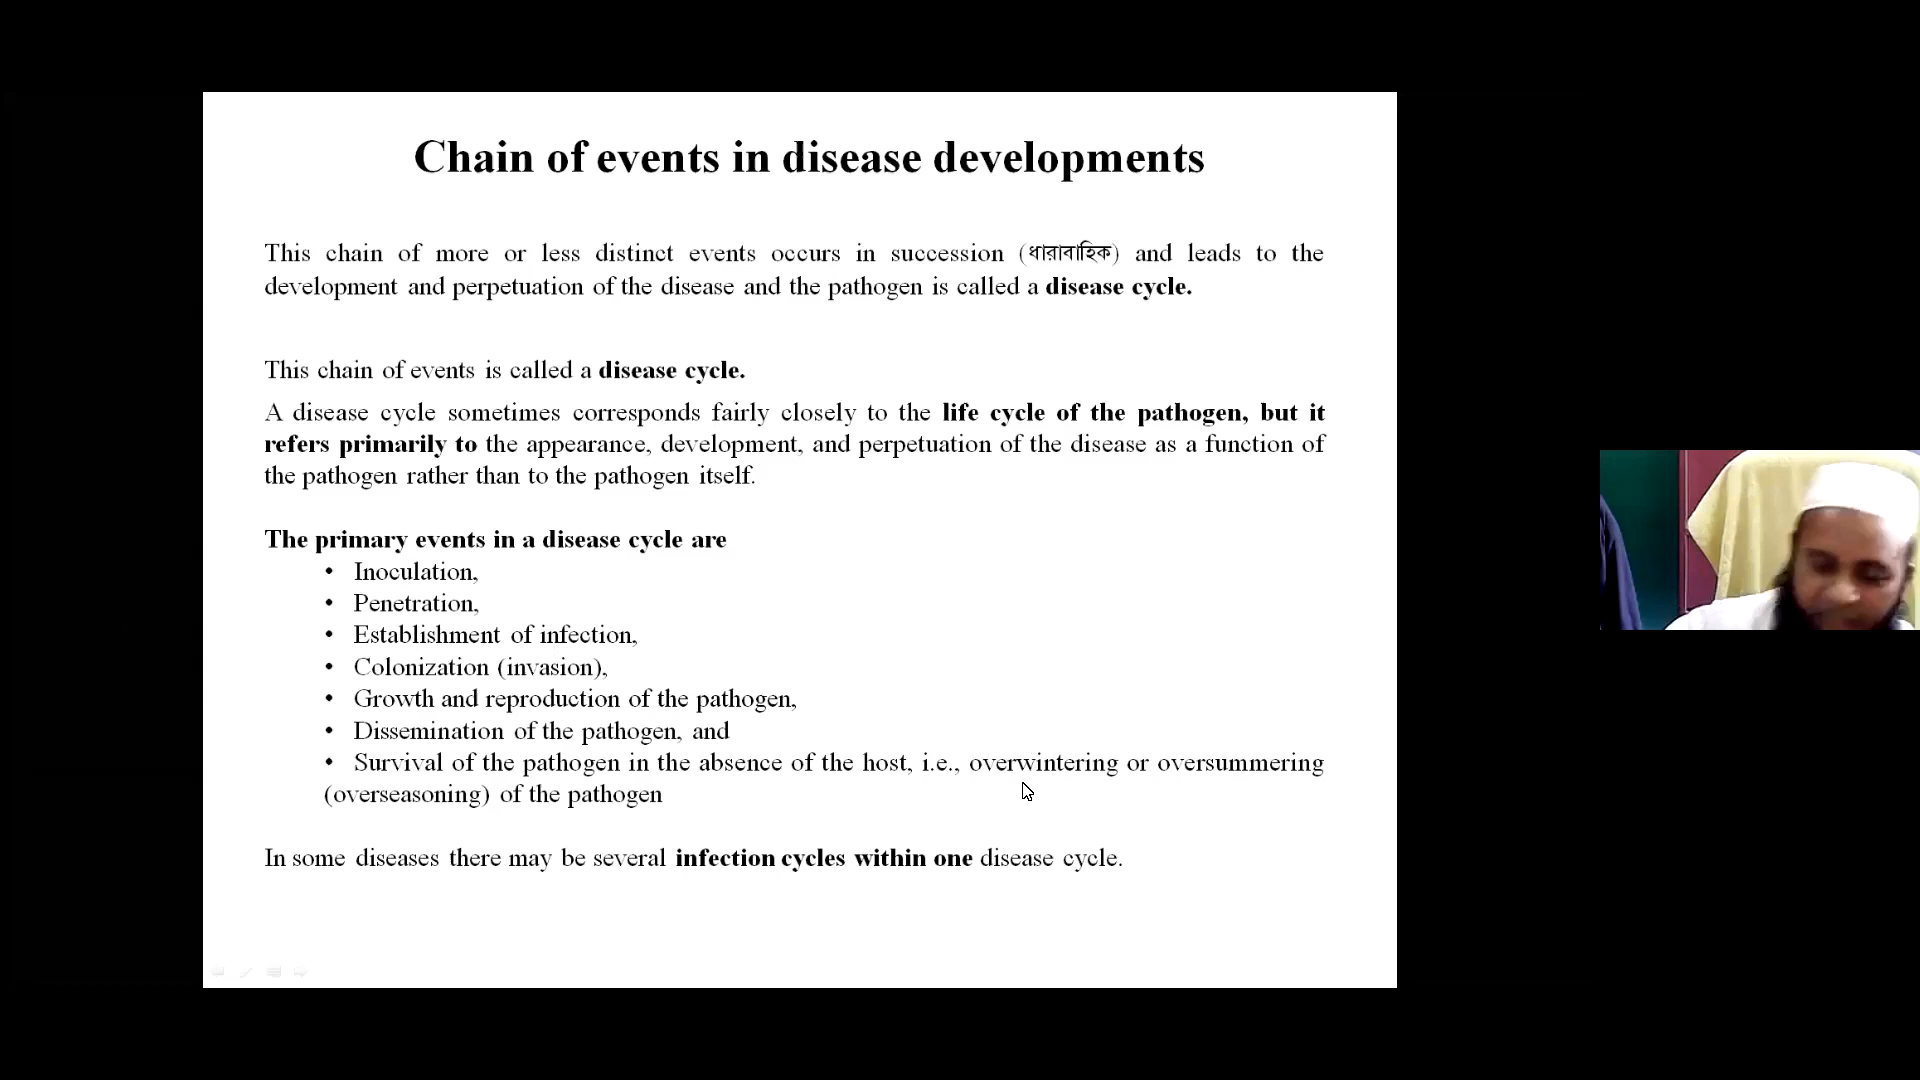 Chain of events in disease developments
This chain of more or less distinct events occurs in succession (ধারাবাহিক) and leads to the
development and perpetuation of the disease and the pathogen is called a disease cycle.
This chain of events is called a disease cycle.
A disease cycle sometimes corresponds fairly closely to the life cycle of the pathogen, but it
refers primarily to the appearance, development, and perpetuation of the disease as a function of
the pathogen rather than to the pathogen itself.
The primary events in a disease cycle are
• Inoculation,
• Penetration,
• Establishment of infection,
• Colonization (invasion),
• Growth and reproduction of the pathogen,
• Dissemination of the pathogen, and
• Survival of the pathogen in the absence of the host, i.e., overwintering or oversummering
(overseasoning) of the pathogen
In some diseases there may be several infection cycles within one disease cycle.